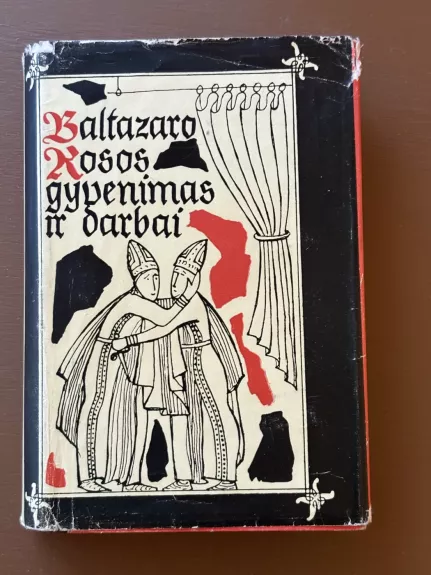 Baltazaro
Rosos
gyvenimas
ir darbai